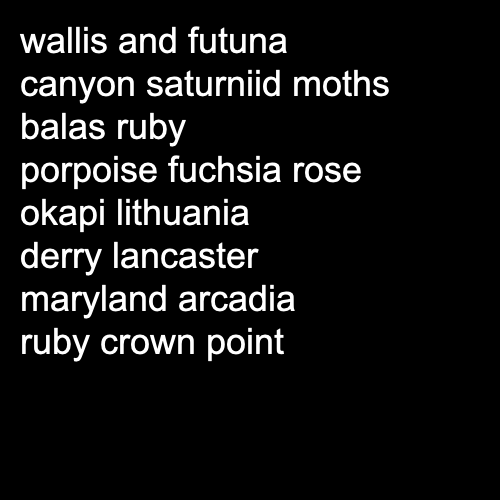 wallis and futuna
canyon saturniid moths
balas ruby
porpoise fuchsia rose
okapi lithuania
derry lancaster
maryland arcadia
ruby crown point